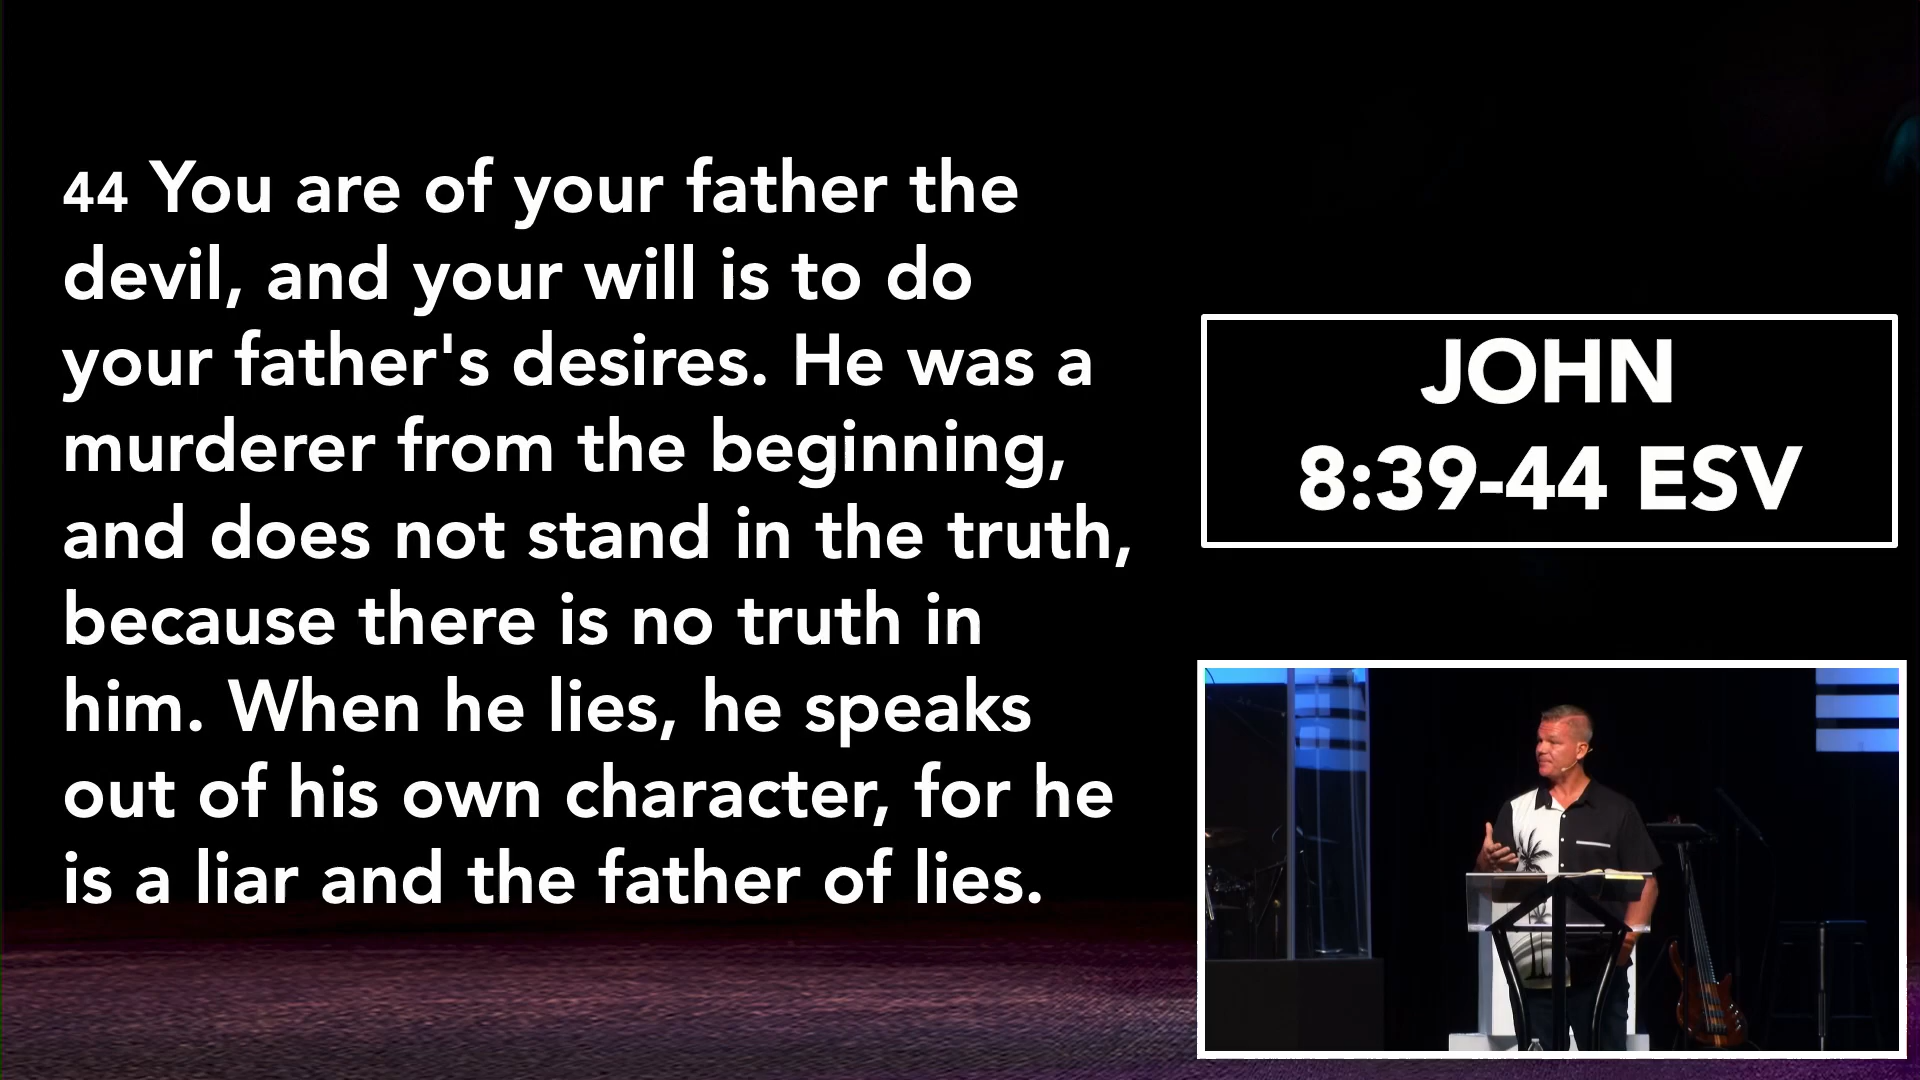 44 You are of your father the
devil, and your will is to do
your father's desires. He was a
murderer from the beginning,
and does not stand in the truth,
because there is no truth in
him. When he lies, he speaks
out of his own character, for he
is a liar and the father of lies.
JOHN
8:39-44 ESV